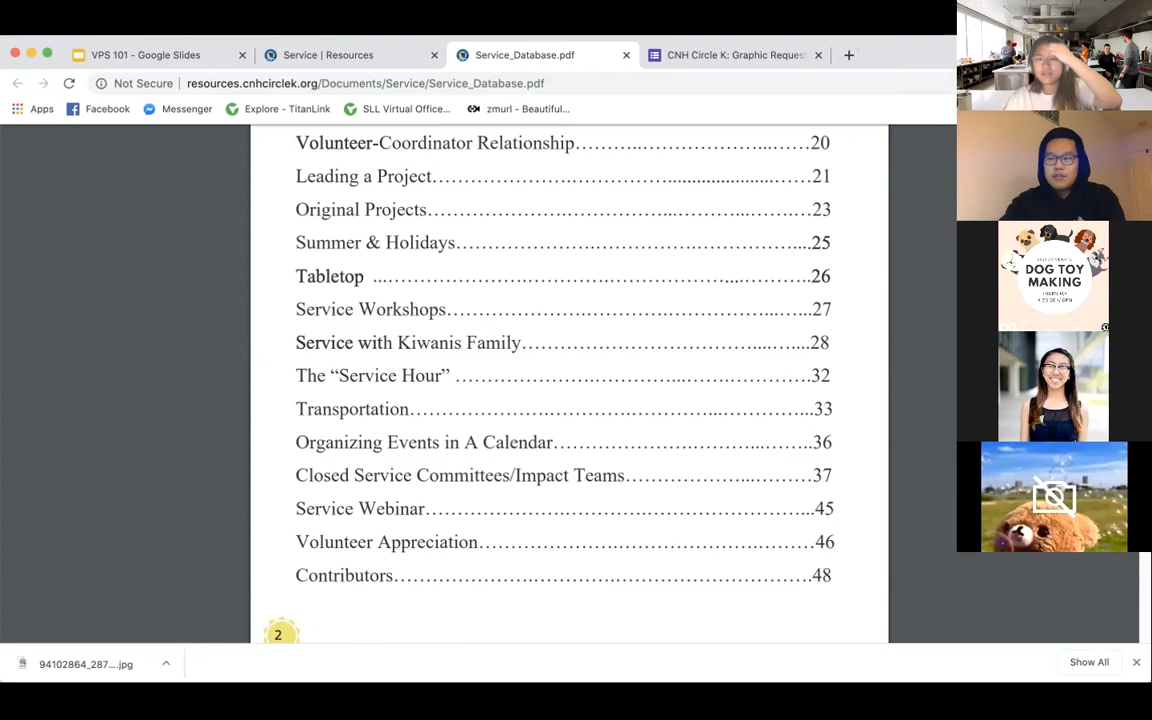 VPS 101 - Google Slides
Service | Resources
Service_Database.pdf
CNH Circle K: Graphic Request
Not Secure | resources.cnhcirclek.org/Documents/Service/Service_Database.pdf
Apps
Facebook
Messenger
Explore - TitanLink
SLL Virtual Office...
zmurl - Beautiful...
Volunteer-Coordinator Relationship………..………………...……20
Leading a Project………………….………......................……21
Original Projects……………….…………...………...…….…23
Summer & Holidays……………….…………….…………....25
Tabletop ...……………….…………………....………..26
Service Workshops……………….………………………...…...27
Service with Kiwanis Family……………………...…....28
The “Service Hour” ……………….………...…….…………32
Transportation……………….…………………...………...33
Organizing Events in A Calendar……………….………...……..36
Closed Service Committees/Impact Teams………………...……..37
Service Webinar……………………………………………...45
Volunteer Appreciation……………….…………….………46
Contributors……………….………….………………………48
2
DOG TOY
MAKING
94102864_287....jpg
Show All